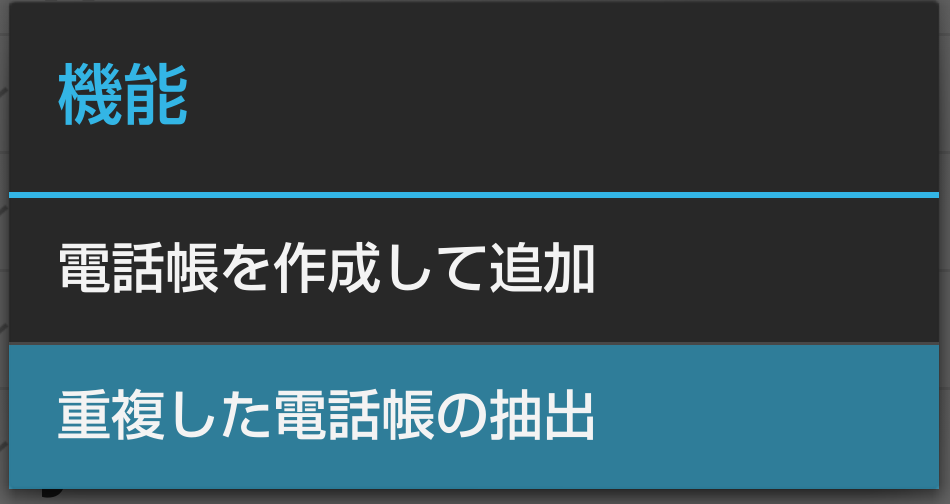 機能
電話帳を作成して追加
重複した電話帳の抽出